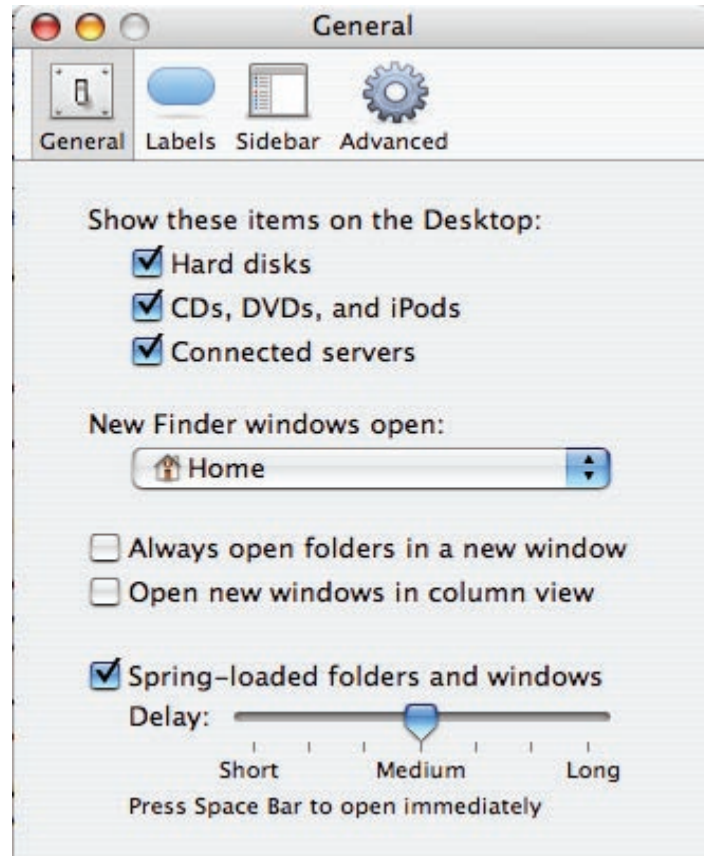 General
General Labels Sidebar Advanced
Show these items on the Desktop:
Hard disks
CDs, DVDs, and iPods
Connected servers
New Finder windows open:
Home
Always open folders in a new window
Open new windows in column view
Spring-loaded folders and windows
Delay:
Short Medium Long
Press Space Bar to open immediately